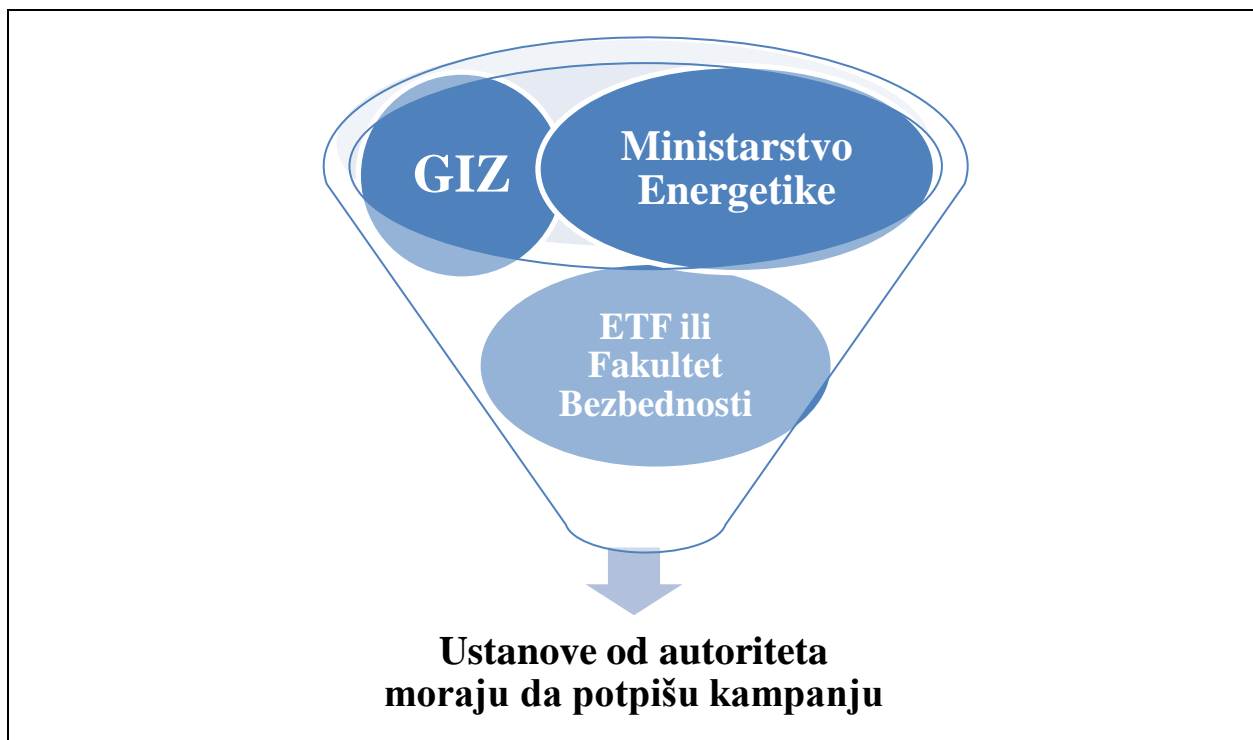 GIZ
Ministarstvo
Energetike
ETF ili
Fakultet
Bezbednosti
Ustanove od autoriteta
moraju da potpišu kampanju